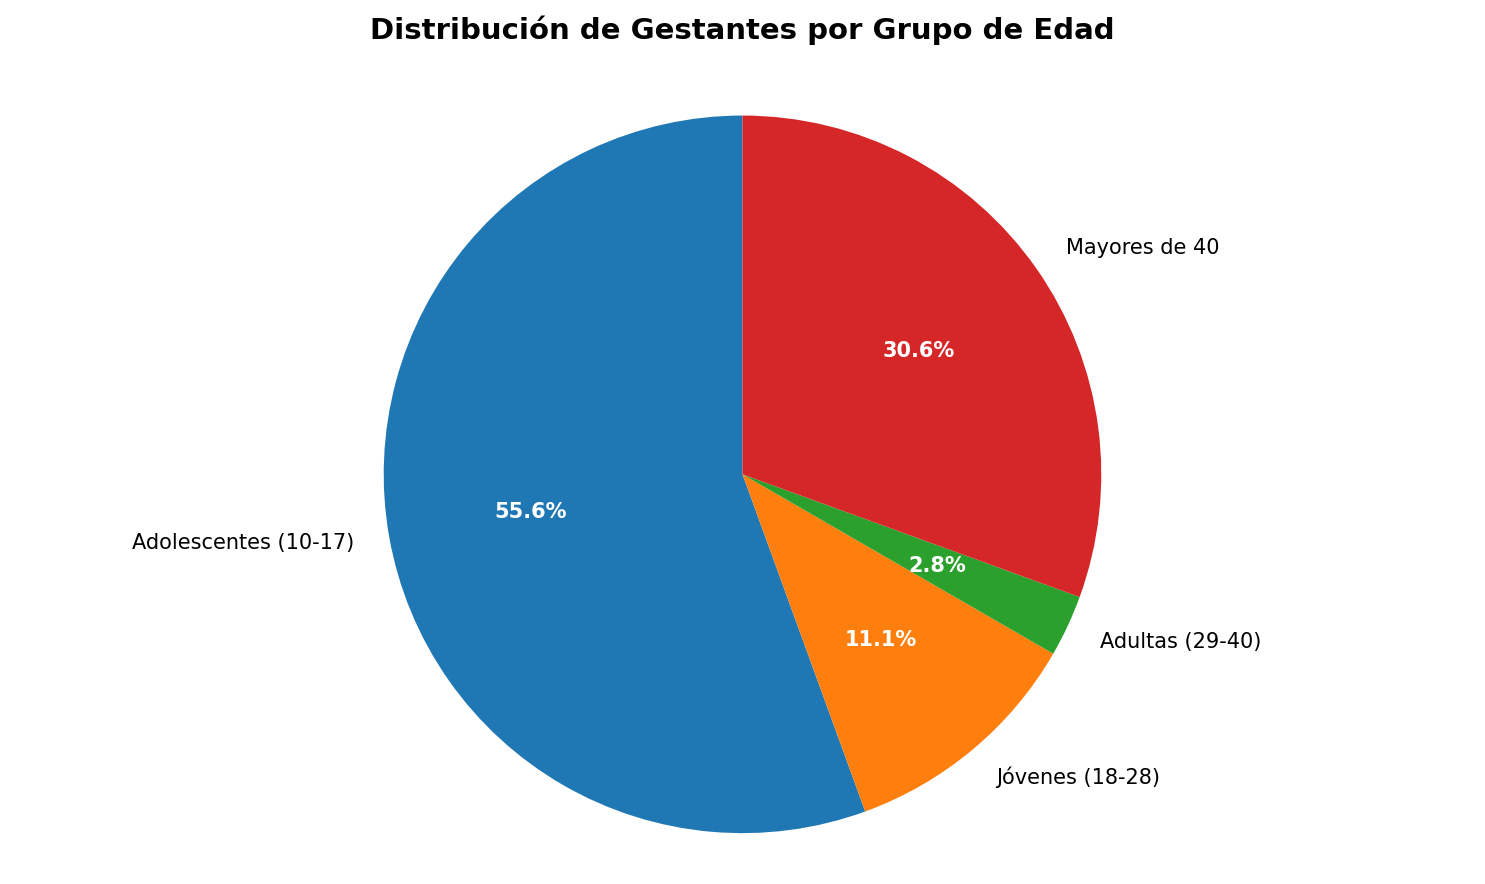 Distribución de Gestantes por Grupo de Edad
Mayores de 40
30.6%
55.6%
Adolescentes (10-17)
2.8%
11.1%
Adultas (29-40)
Jóvenes (18-28)